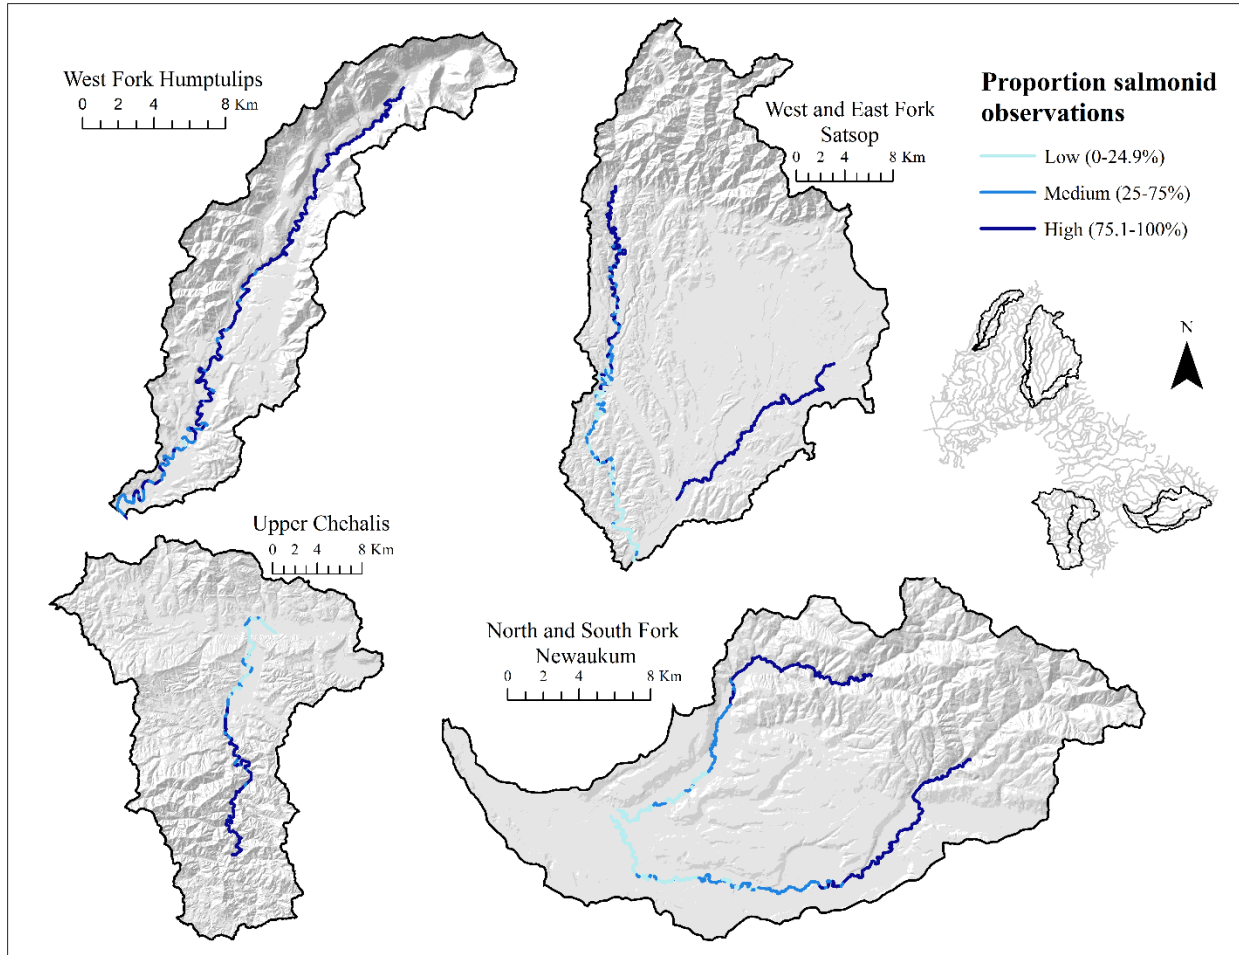 West Fork Humptulips
0 2 4 8 Km
West and East Fork
Satsop
0 3 6 8 Km
Proportion salmonid
observations
Low (0-24.9%)
Medium (25-75%)
High (75.1-100%)
N
Upper Chehalis
0 2 4 8 Km
North and South Fork
Newaukum
0 2 4 8 Km